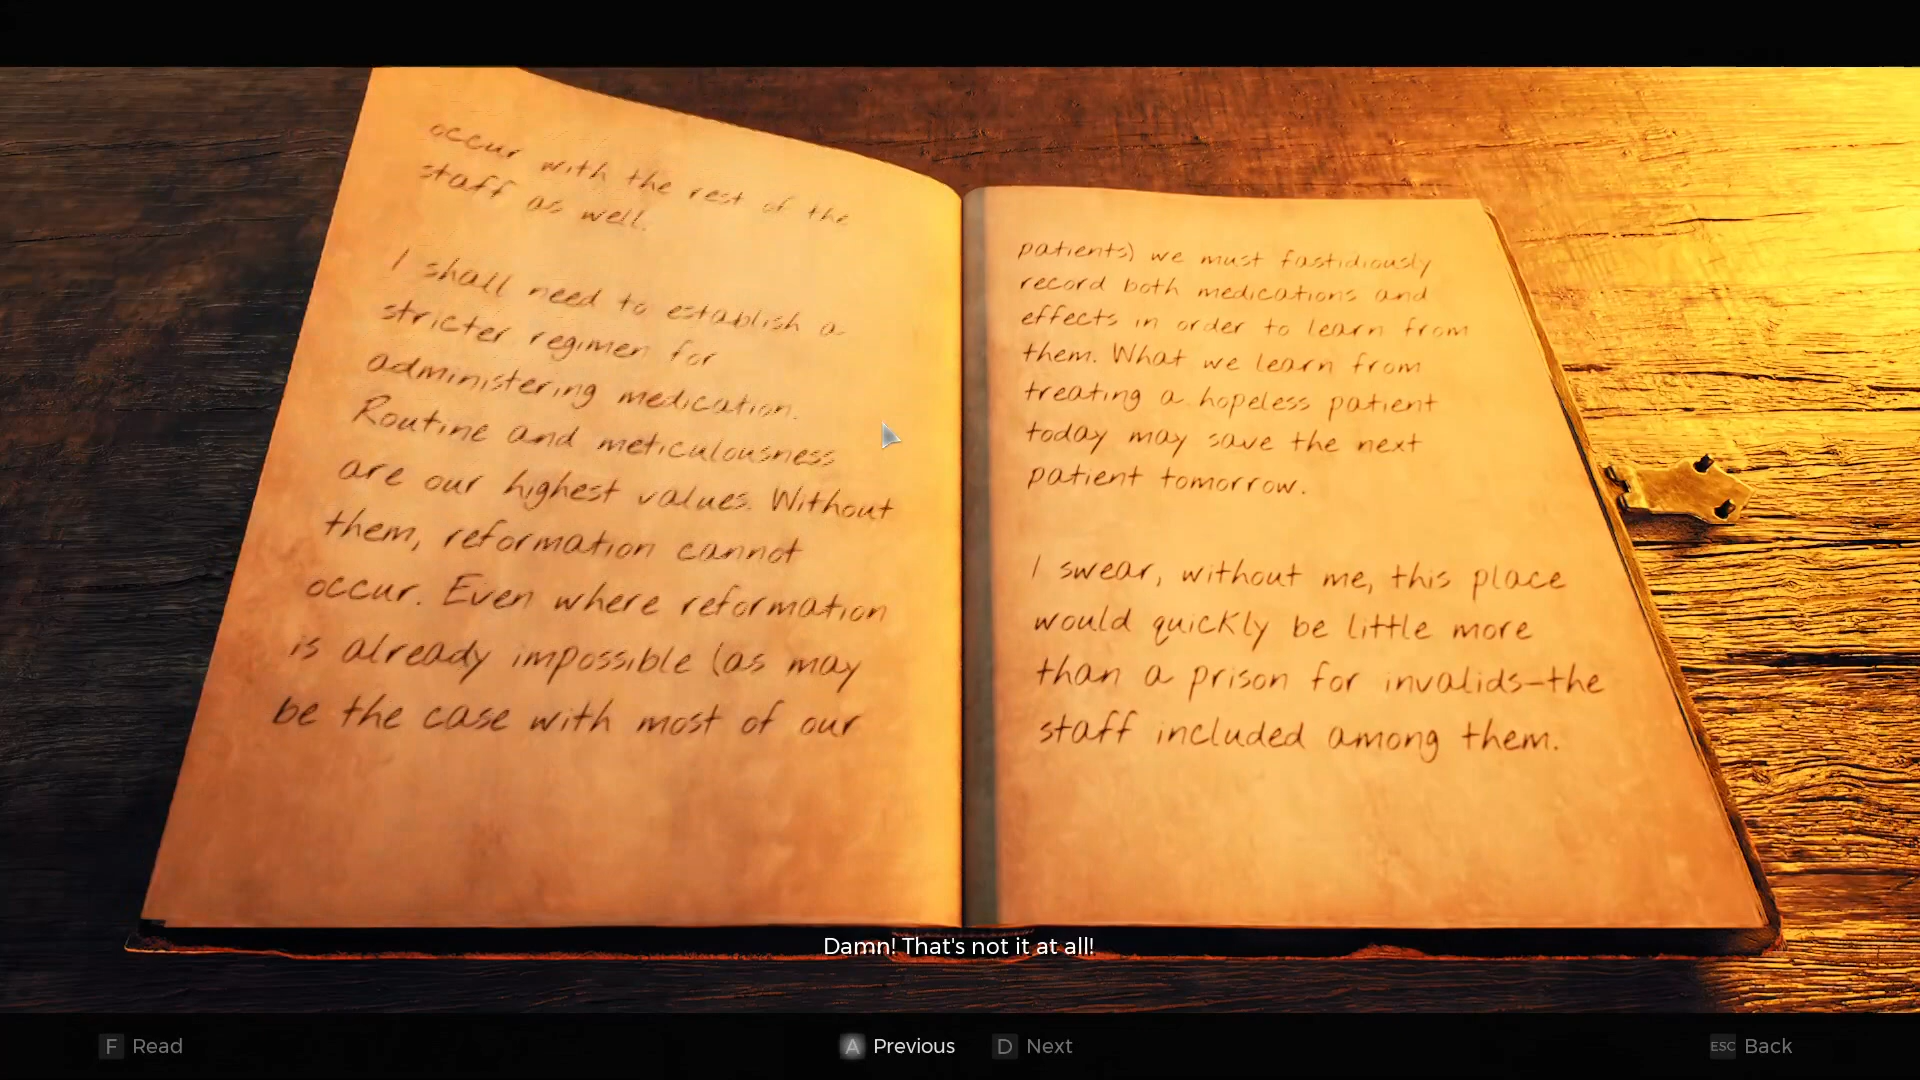 occur with the rest of the
staff as well.
I shall need to establish a
stricter regimen for
administering medication.
Routine and meticulousness
are our highest values. Without
them, reformation cannot
occur. Even where reformation
is already impossible (as may
be the case with most of our
patients) we must fastidiously
record both medications and
effects in order to learn from
them. What we learn from
treating a hopeless patient
today may save the next
patient tomorrow.
I swear, without me, this place
would quickly be little more
than a prison for invalids—the
staff included among them.
Damn! That's not it at all!
F Read
A Previous
D Next
ESC Back